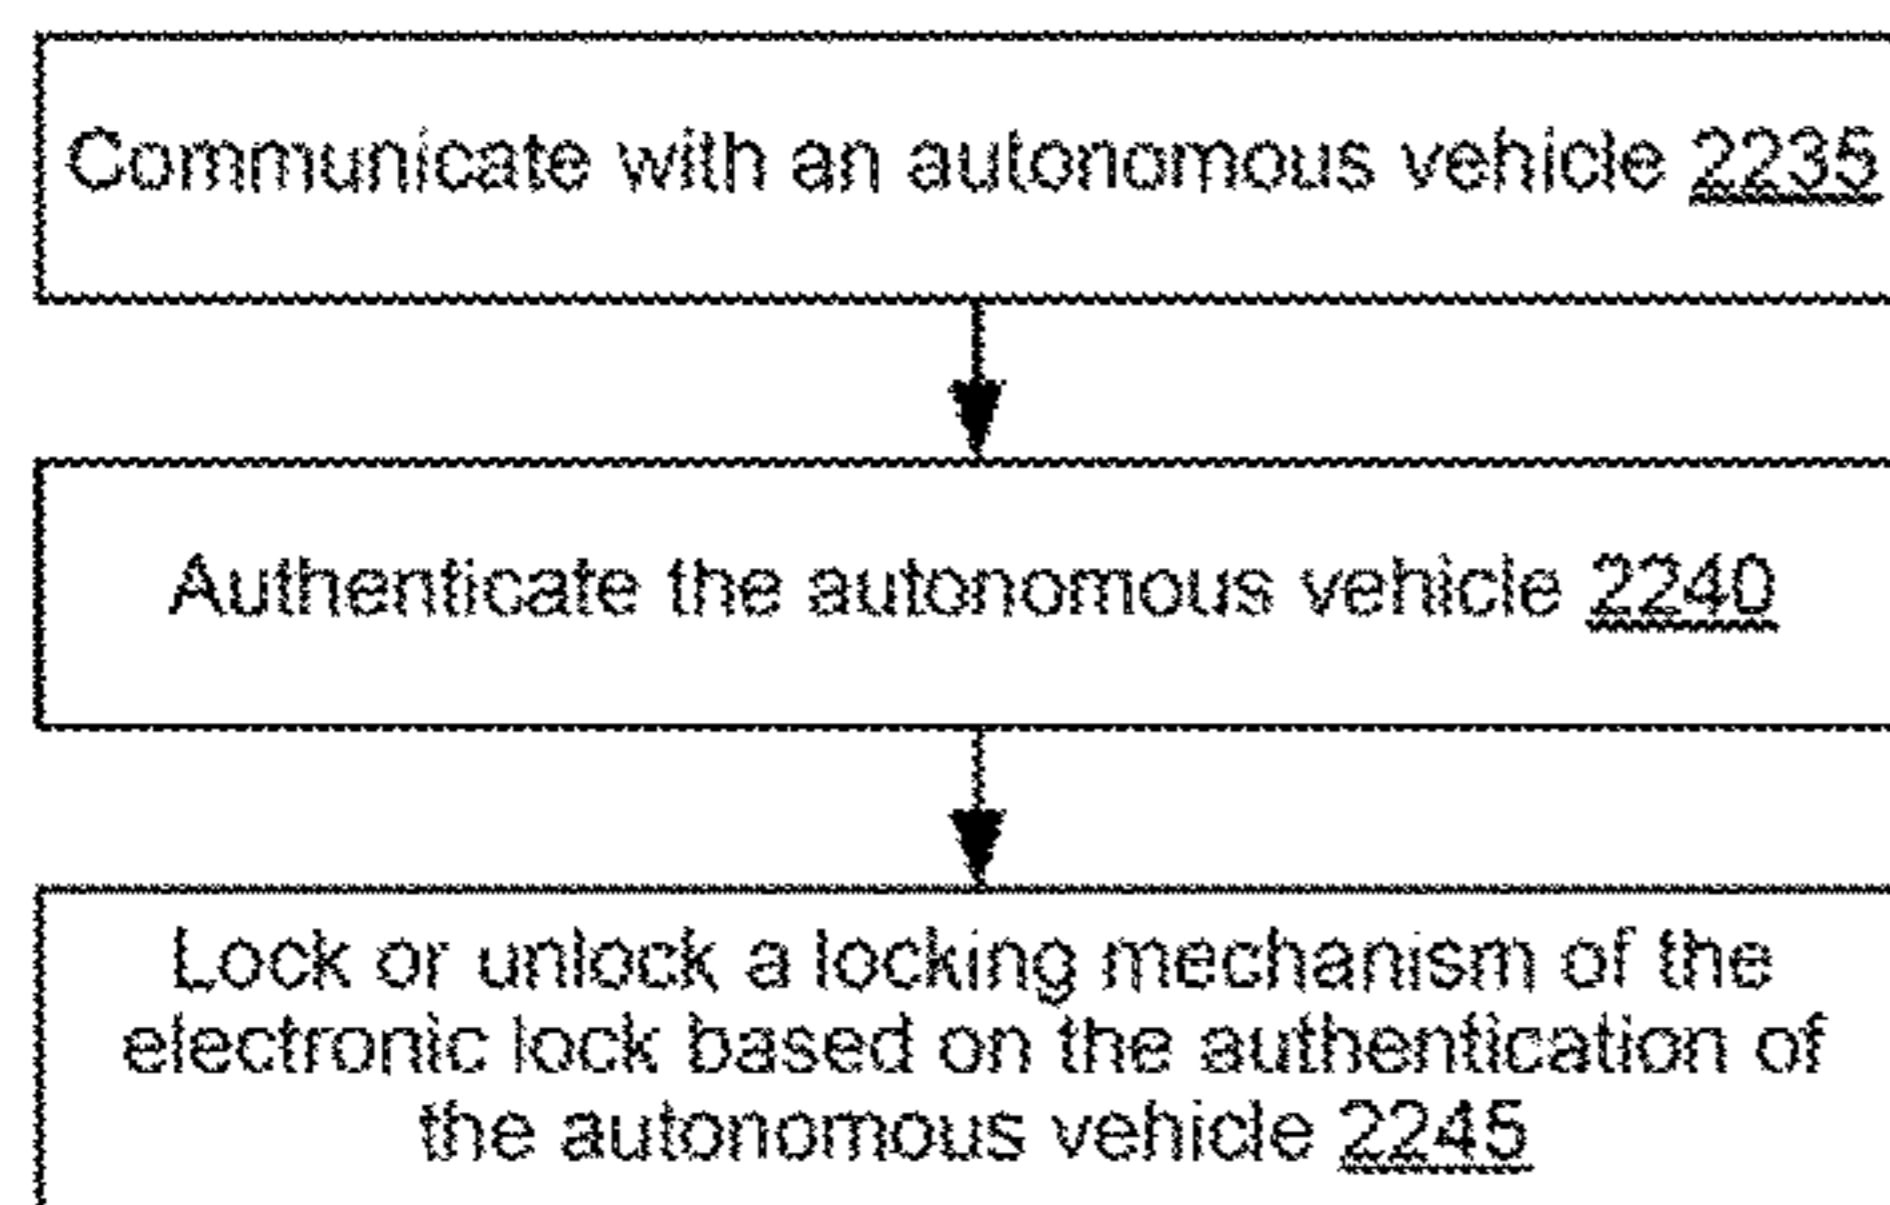 Communicate with an autonomous vehicle 2235
Authenticate the autonomous vehicle 2240
Lock or unlock a locking mechanism of the
electronic lock based on the authentication of
the autonomous vehicle 2245